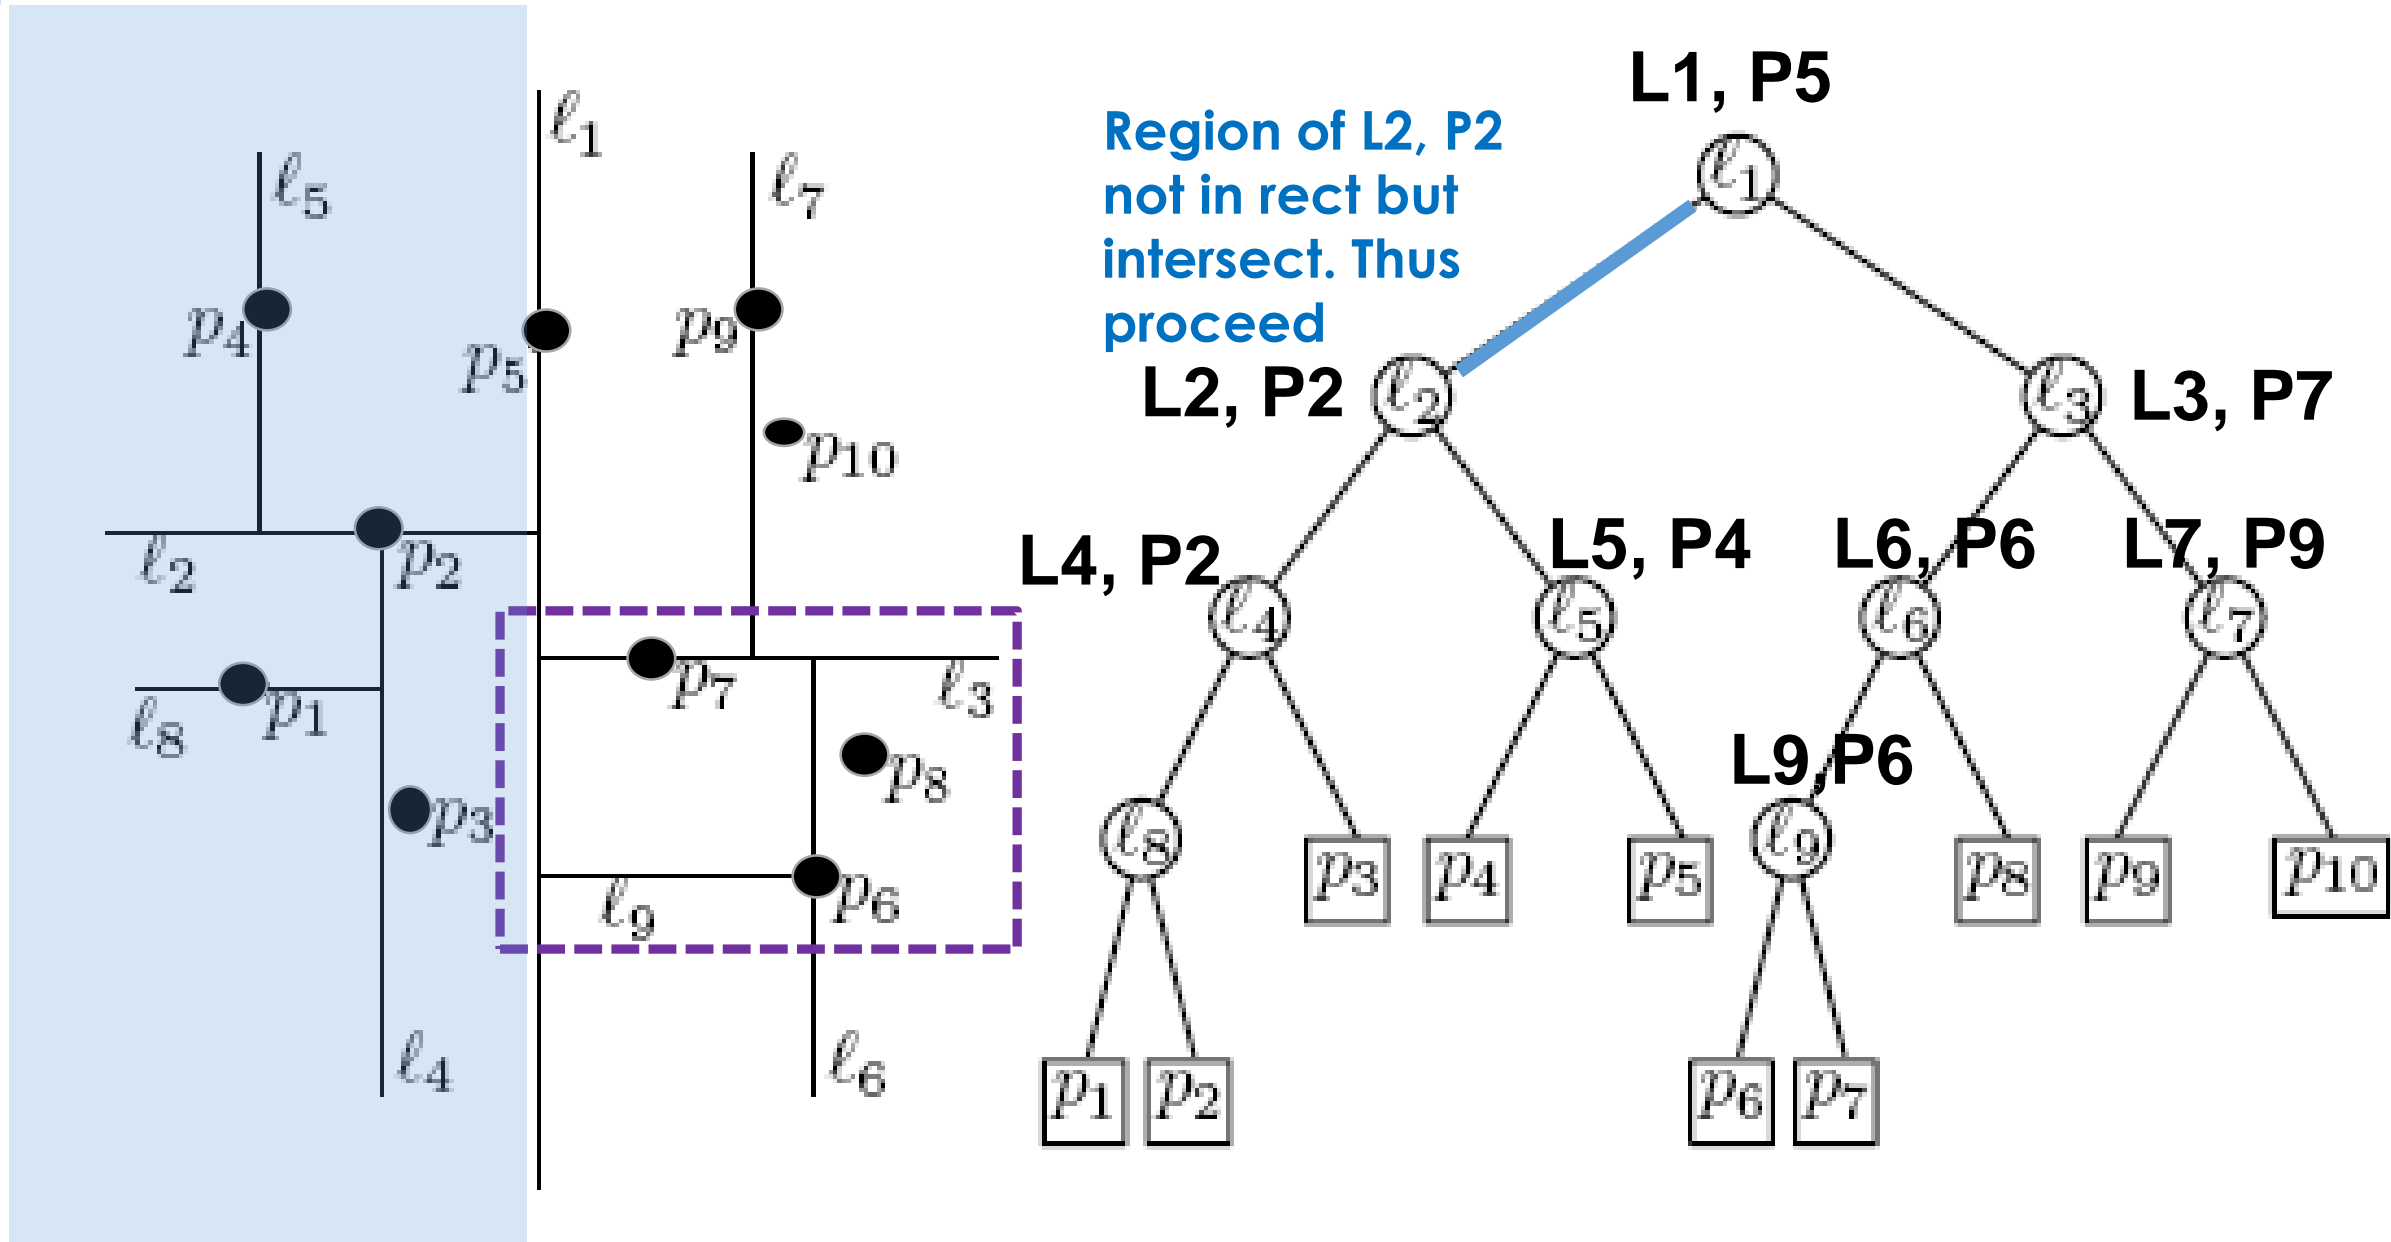 L1, P5
ℓ1
Region of L2, P2
not in rect but
intersect. Thus
proceed
ℓ1
ℓ5
ℓ7
p4
p5
p9
p10
L2, P2
ℓ2
ℓ3
L3, P7
ℓ2
p2
L4, P2
L5, P4
L6, P6
L7, P9
ℓ4
ℓ5
ℓ6
ℓ7
p7
ℓ3
ℓ8
p1
p8
p3
L9,P6
ℓ8
p3
p4
p5
ℓ9
p8
p9
p10
ℓ9
p6
ℓ4
ℓ6
p1
p2
p6
p7